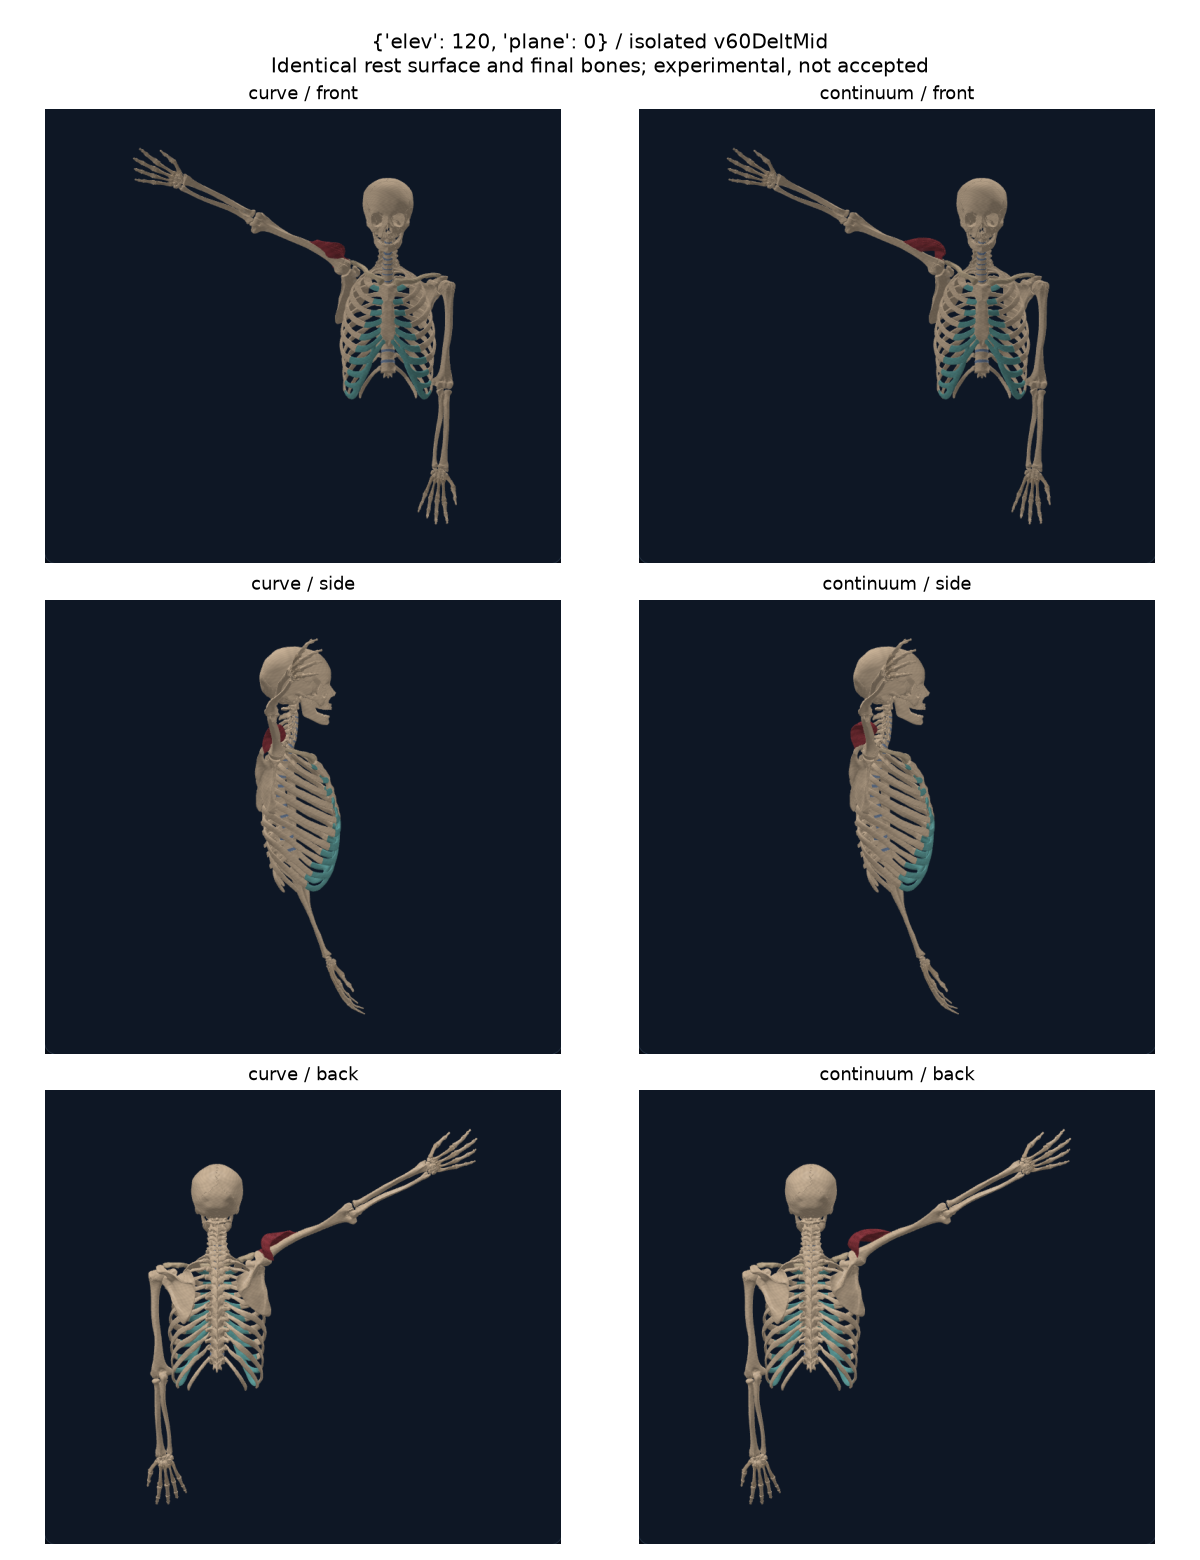 {'elev': 120, 'plane': 0} / isolated v60DeltMid
Identical rest surface and final bones; experimental, not accepted
curve / front
continuum / front
curve / side
continuum / side
curve / back
continuum / back